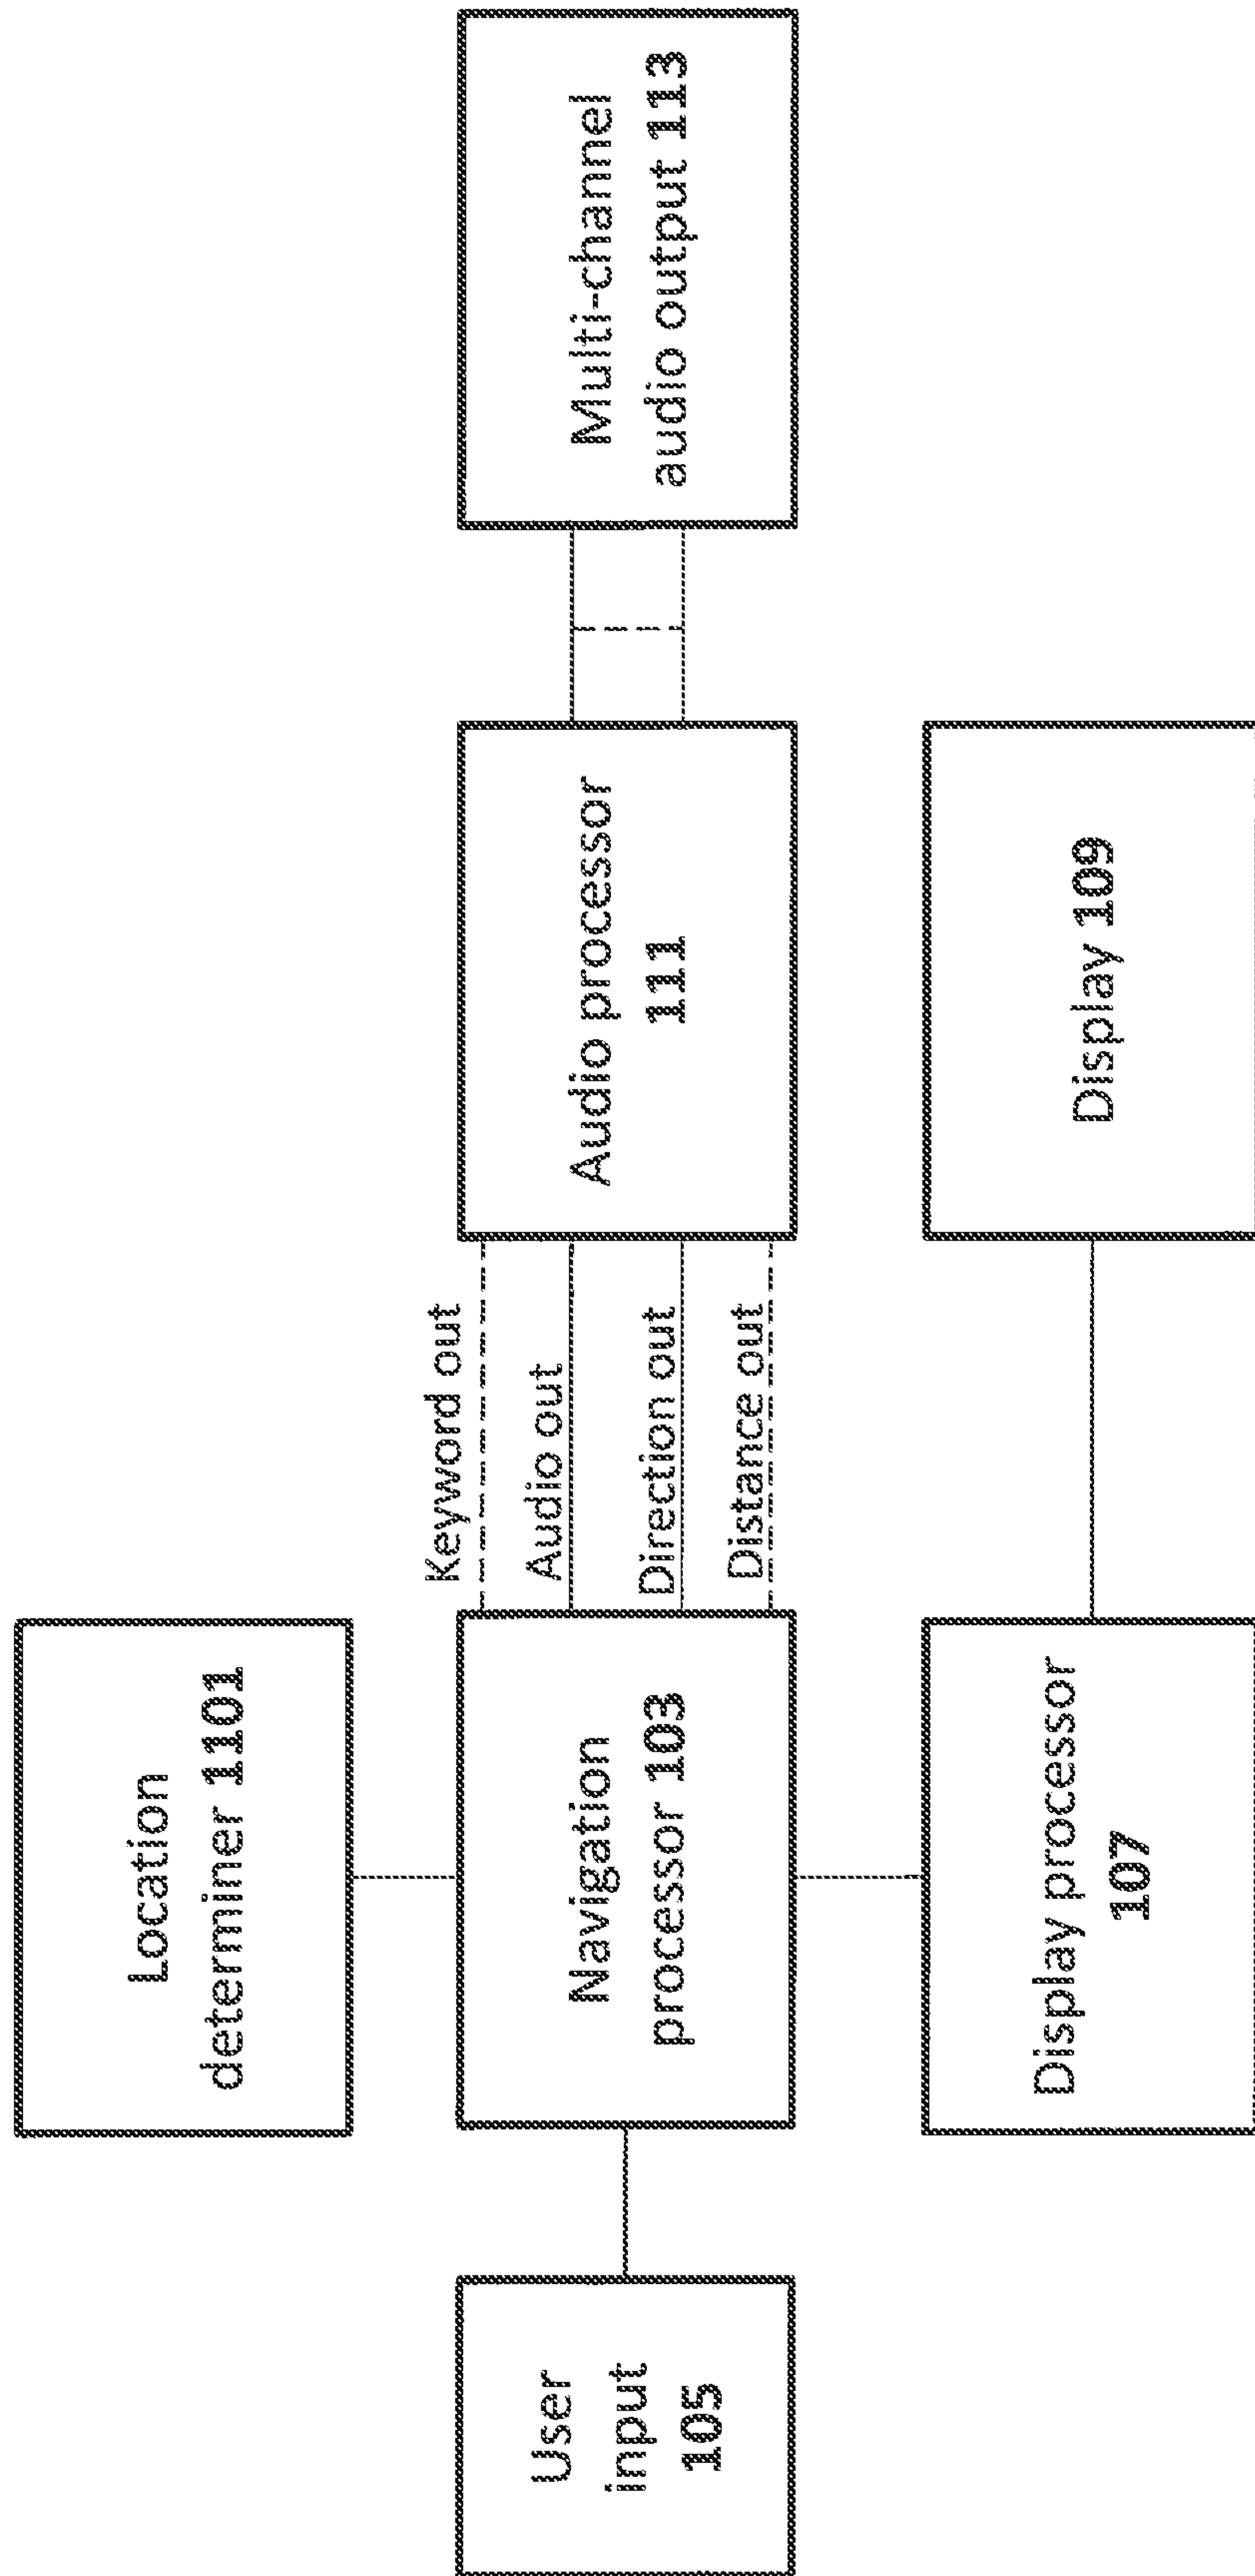 Location
determiner 1101
User
input
105
Navigation
processor 103
Keyword out
Audio out
Direction out
Distance out
Audio processor
111
Multi-channel
audio output 113
Display processor
107
Display 109